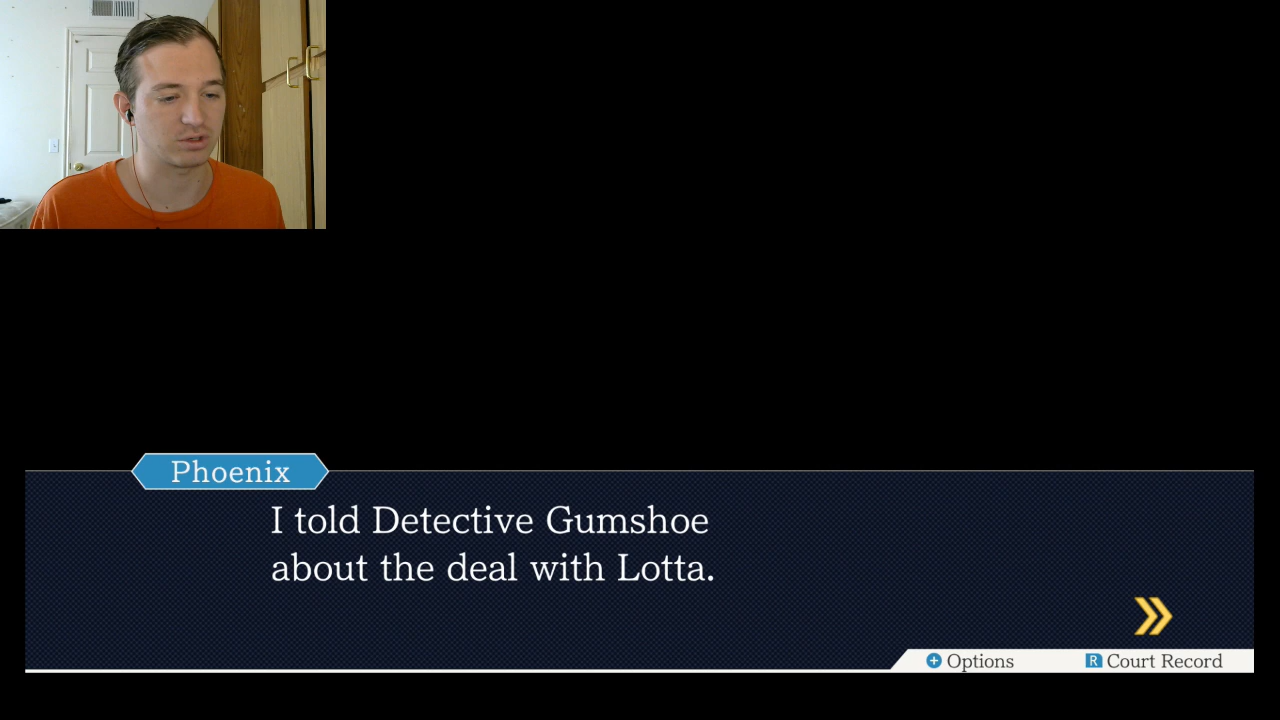 Phoenix
I told Detective Gumshoe
about the deal with Lotta.
Options
R Court Record